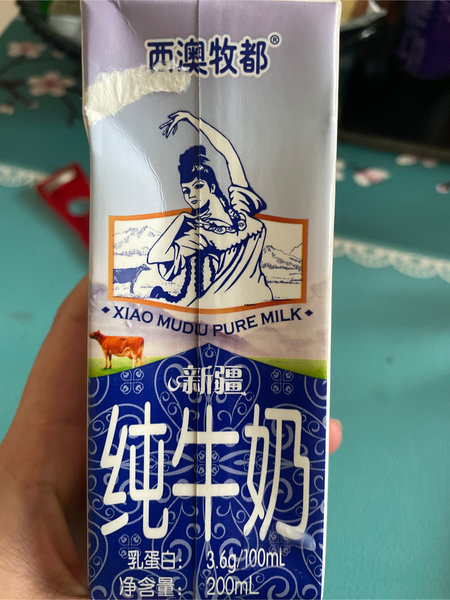 西澳牧都®
· XIAO MUDU PURE MILK ·
新疆
纯牛奶
乳蛋白： 3.6g/100mL
净含量： 200mL